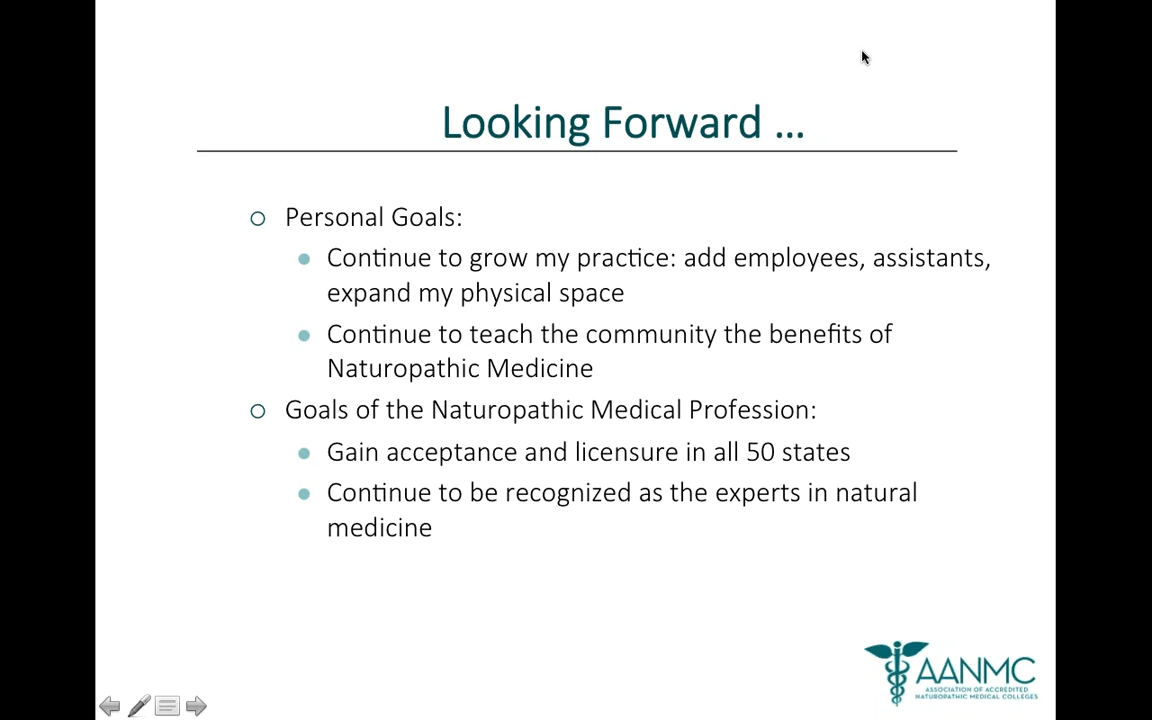 Looking Forward ...
Personal Goals:
Continue to grow my practice: add employees, assistants,
expand my physical space
Continue to teach the community the benefits of
Naturopathic Medicine
Goals of the Naturopathic Medical Profession:
Gain acceptance and licensure in all 50 states
Continue to be recognized as the experts in natural
medicine
AANMC
ASSOCIATION OF ACCREDITED
NATUROPATHIC MEDICAL COLLEGES